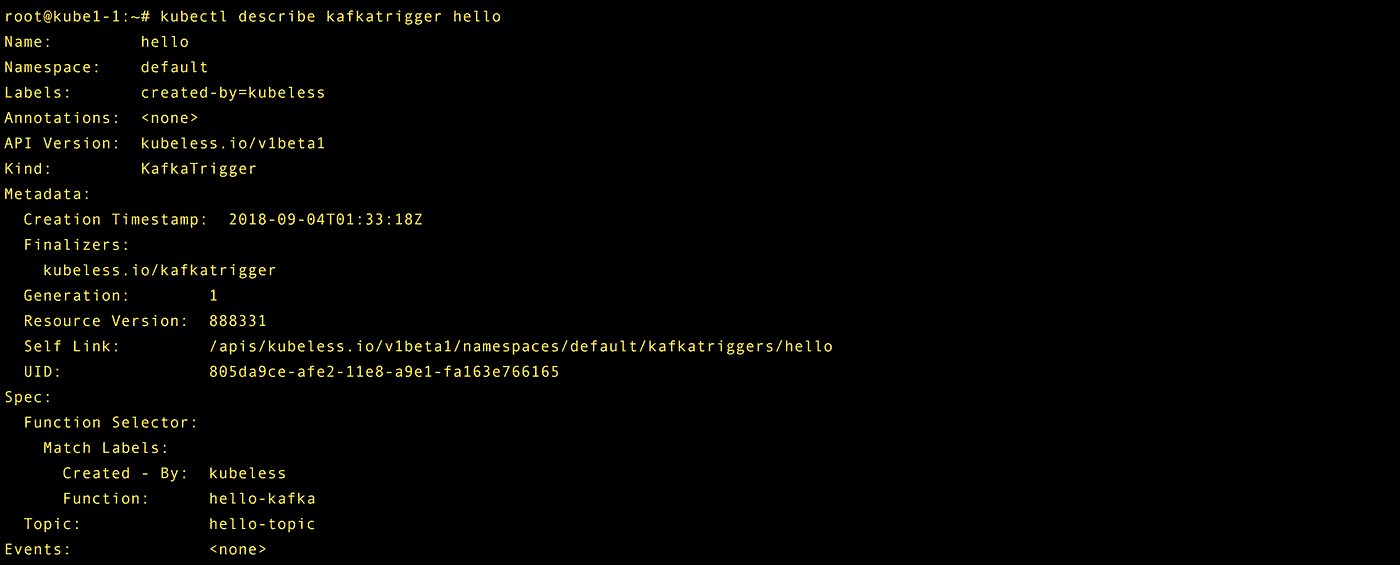 root@kube1-1:~# kubectl describe kafkatrigger hello
Name:         hello
Namespace:    default
Labels:       created-by=kubeless
Annotations:  <none>
API Version:  kubeless.io/v1beta1
Kind:         KafkaTrigger
Metadata:
  Creation Timestamp:  2018-09-04T01:33:18Z
  Finalizers:
    kubeless.io/kafkatrigger
  Generation:        1
  Resource Version:  888331
  Self Link:         /apis/kubeless.io/v1beta1/namespaces/default/kafkatriggers/hello
  UID:               805da9ce-afe2-11e8-a9e1-fa163e766165
Spec:
  Function Selector:
    Match Labels:
      Created - By:  kubeless
      Function:      hello-kafka
  Topic:             hello-topic
Events:              <none>